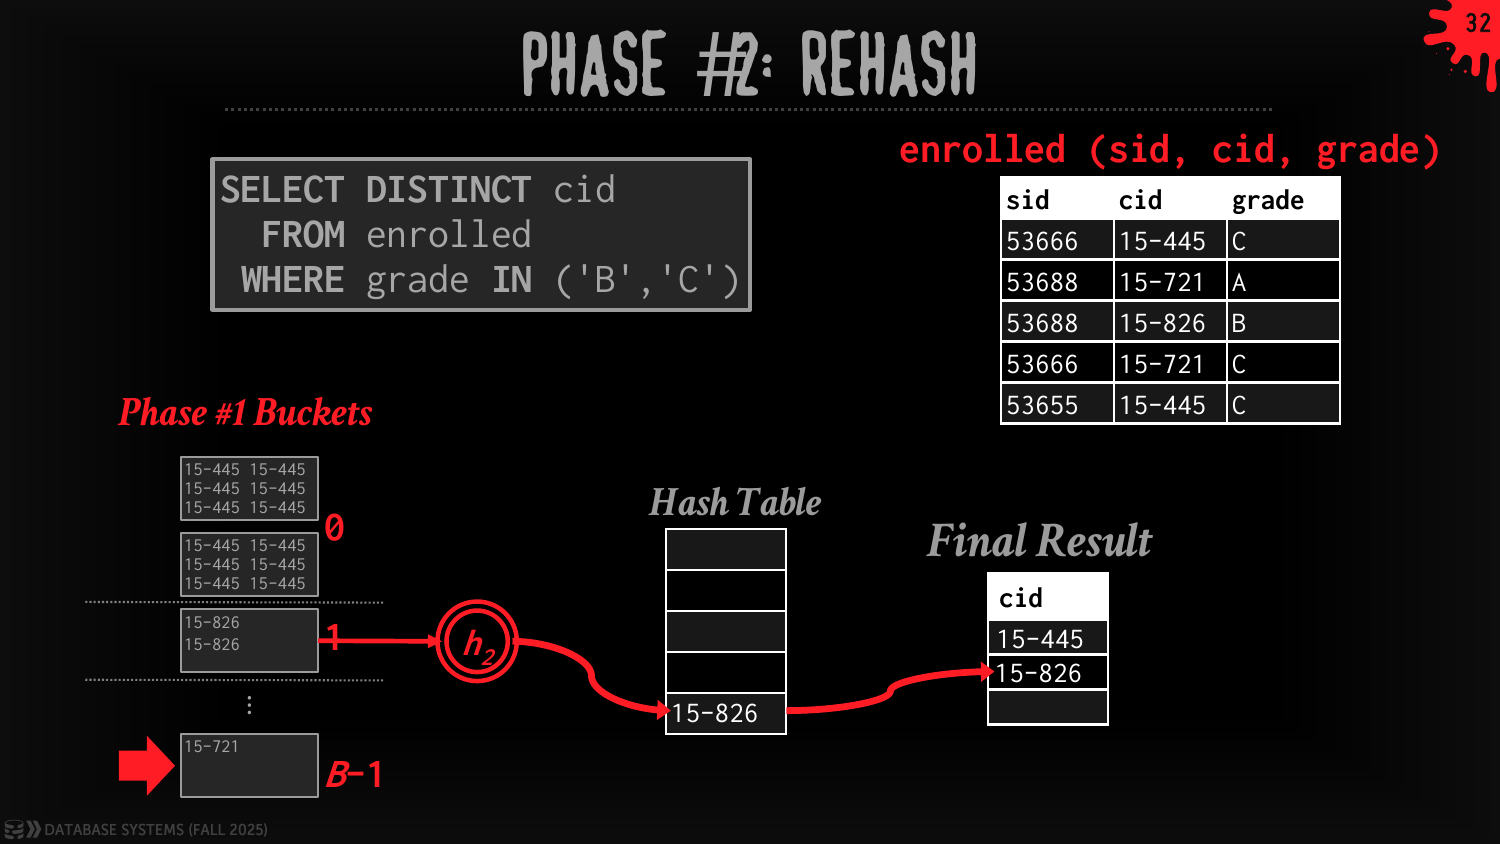 32
PHASE #2: REHASH
enrolled (sid, cid, grade)
SELECT DISTINCT cid
FROM enrolled
WHERE grade IN ('B','C')
sid cid grade
53666 15-445 C
53688 15-721 A
53688 15-826 B
53666 15-721 C
53655 15-445 C
Phase #1 Buckets
15-445 15-445
15-445 15-445
15-445 15-445
0
15-445 15-445
15-445 15-445
15-445 15-445
15-826
15-826
1
⋮
15-721
B-1
h2
Hash Table
15-826
Final Result
cid
15-445
15-826
DATABASE SYSTEMS (FALL 2025)